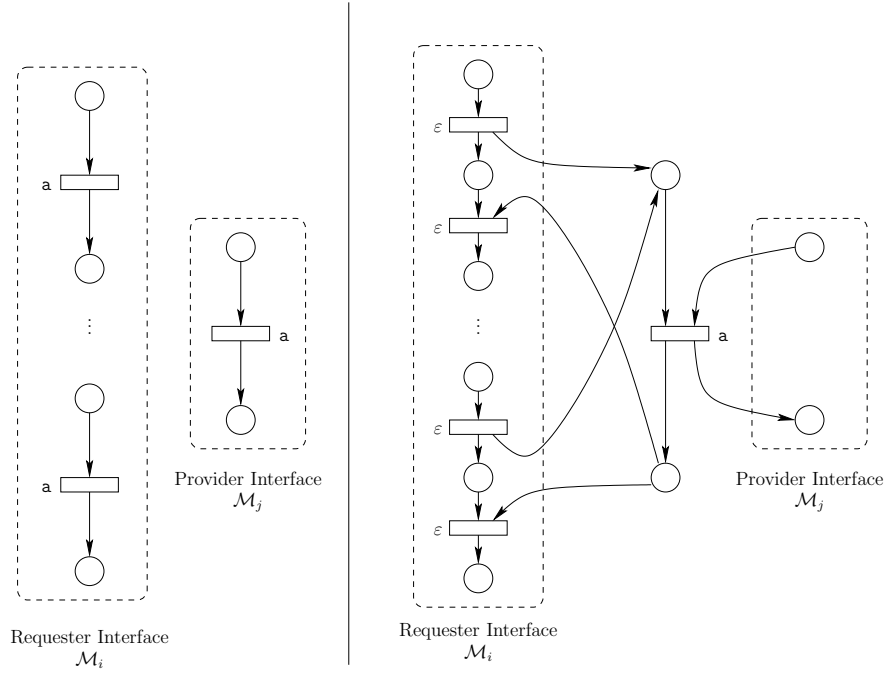 a
⋮
a
Requester Interface
ℳᵢ
a
Provider Interface
ℳⱼ
ε
ε
⋮
ε
ε
Requester Interface
ℳᵢ
a
Provider Interface
ℳⱼ